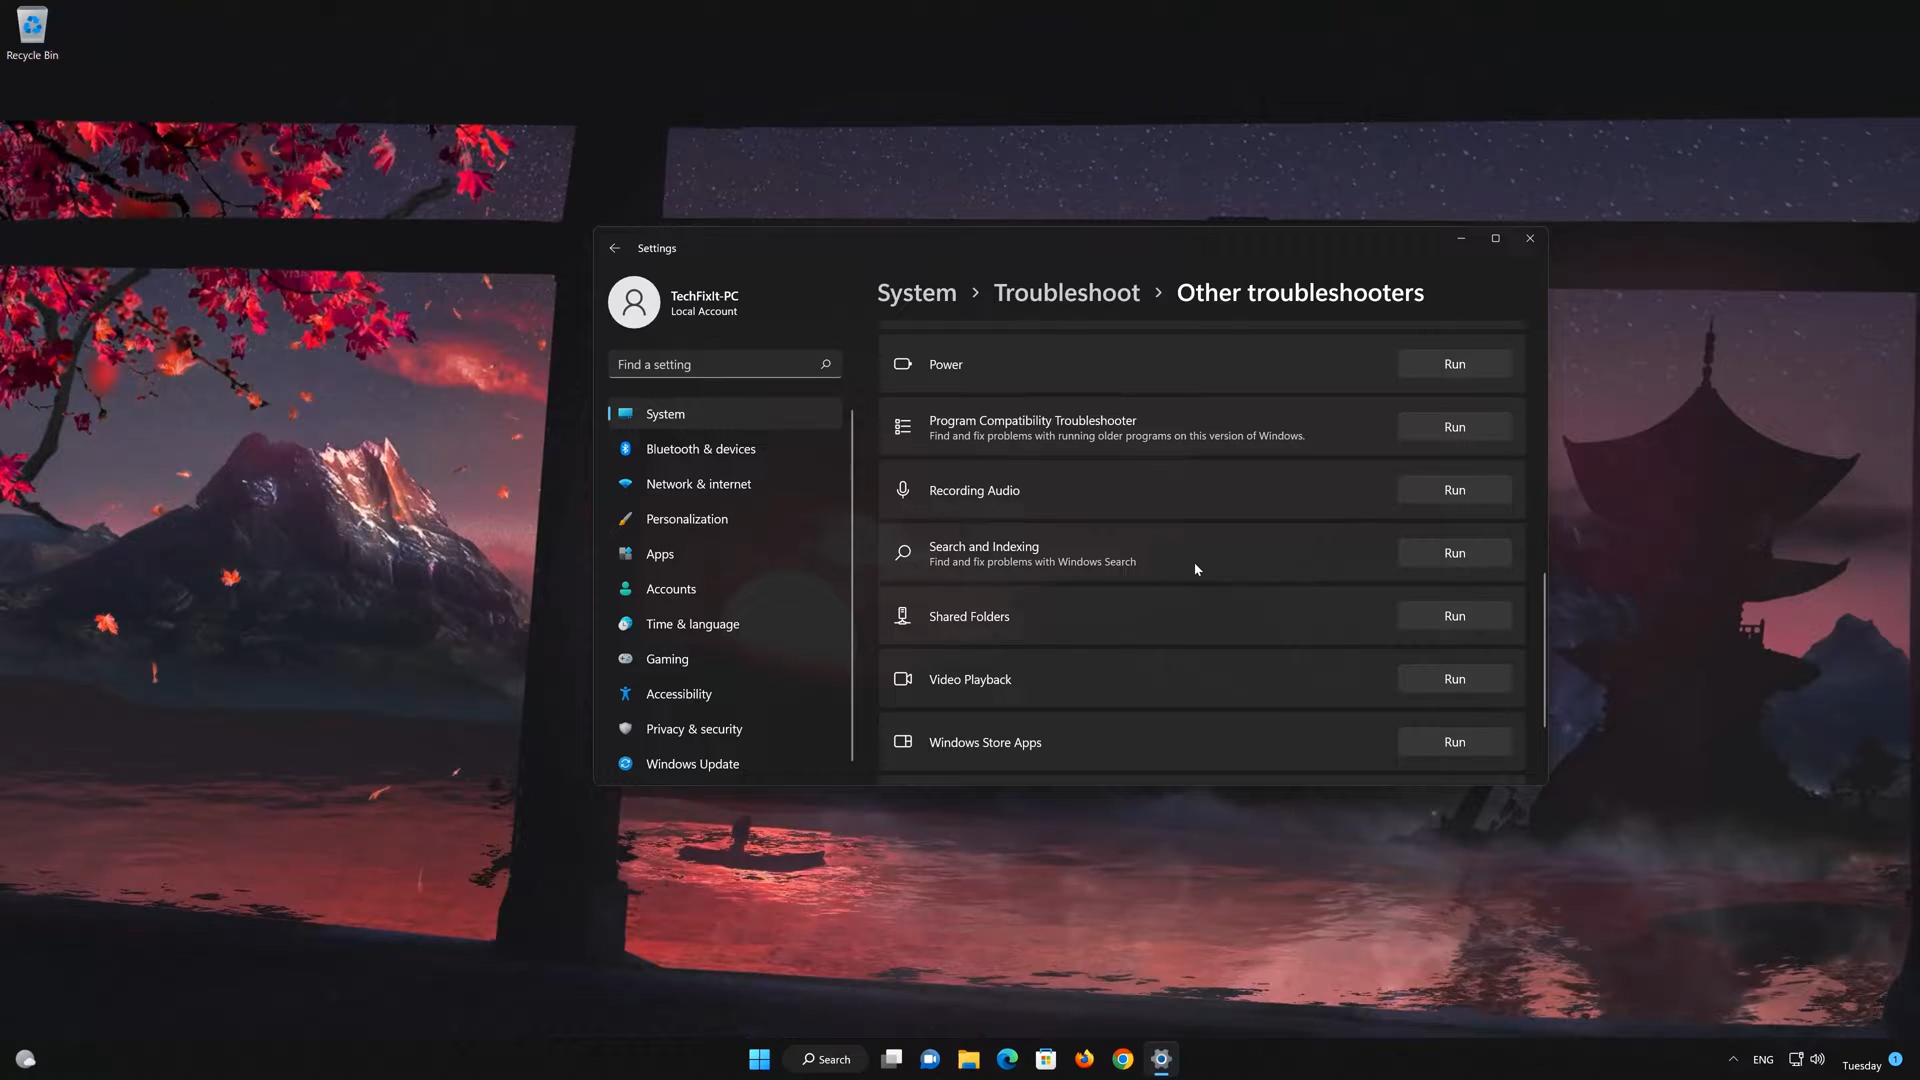 Recycle Bin
Settings
TechFixIt-PC
Local Account
Find a setting
System
Bluetooth & devices
Network & internet
Personalization
Apps
Accounts
Time & language
Gaming
Accessibility
Privacy & security
Windows Update
System > Troubleshoot > Other troubleshooters
Power
Run
Program Compatibility Troubleshooter
Find and fix problems with running older programs on this version of Windows.
Run
Recording Audio
Run
Search and Indexing
Find and fix problems with Windows Search
Run
Shared Folders
Run
Video Playback
Run
Windows Store Apps
Run
Search
ENG
Tuesday
1